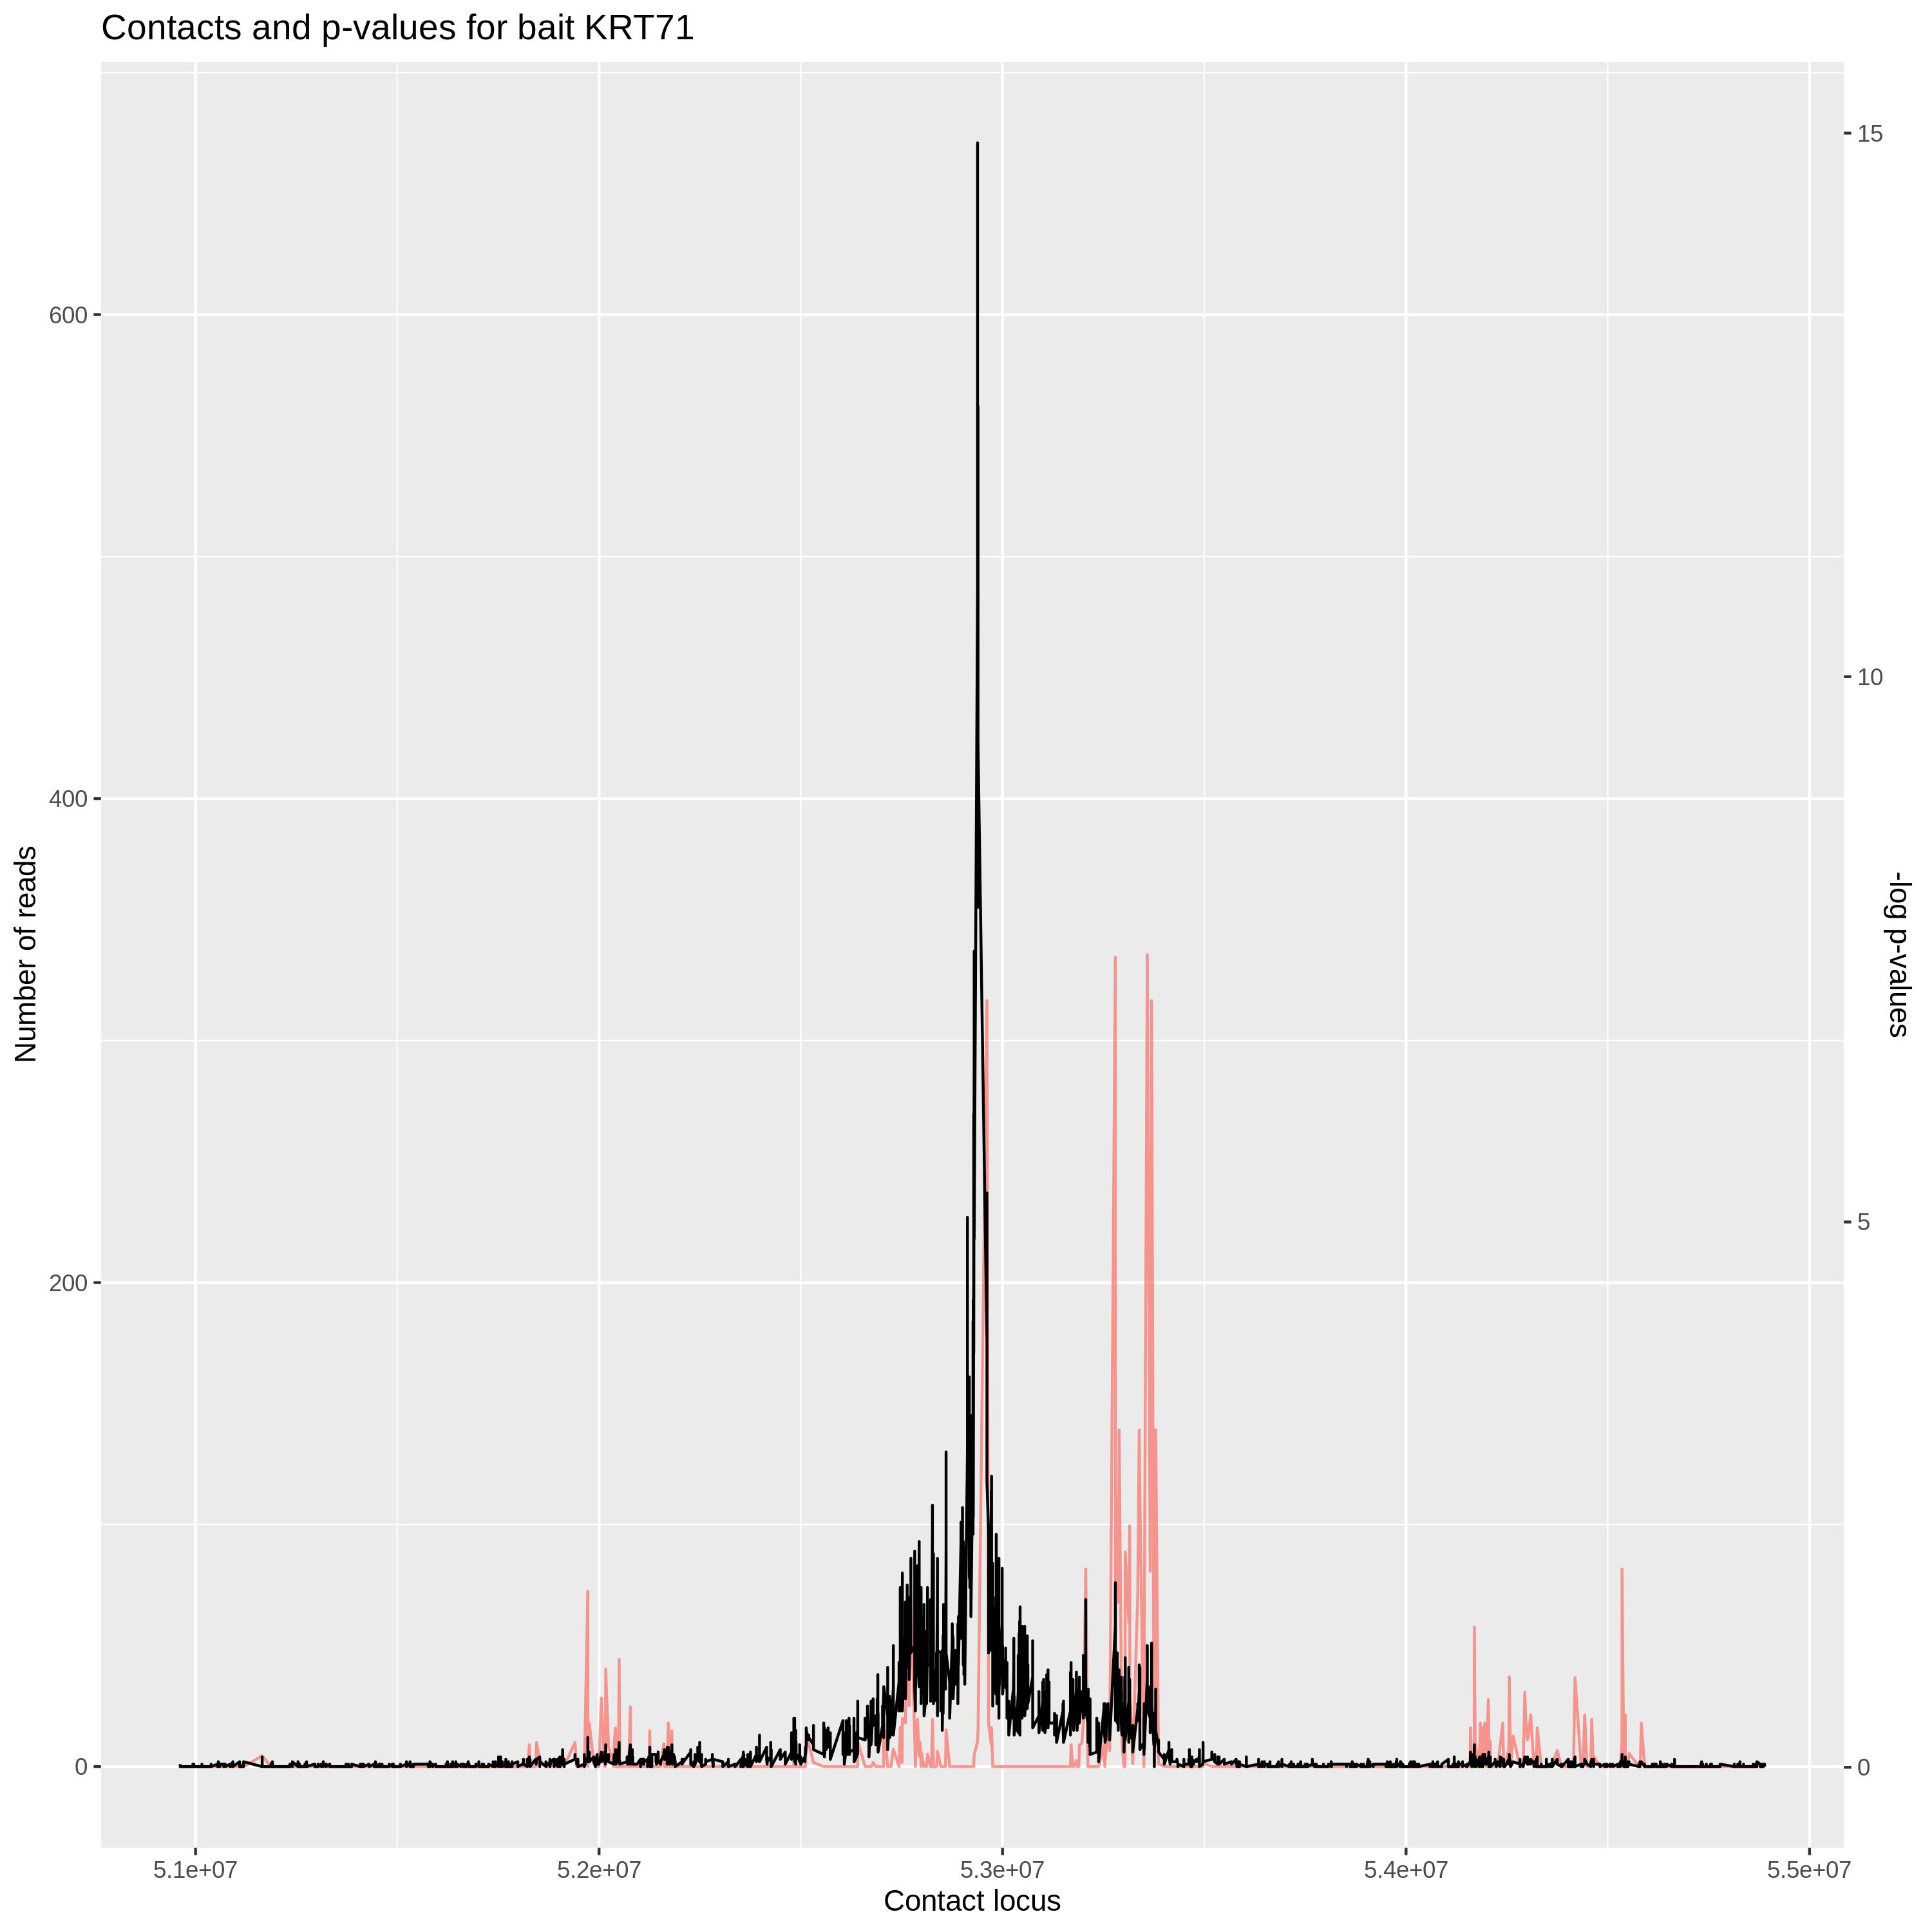 Contacts and p-values for bait KRT71
Number of reads
600
400
200
0
15
10
5
0
-log p-values
5.1e+07
5.2e+07
5.3e+07
5.4e+07
5.5e+07
Contact locus